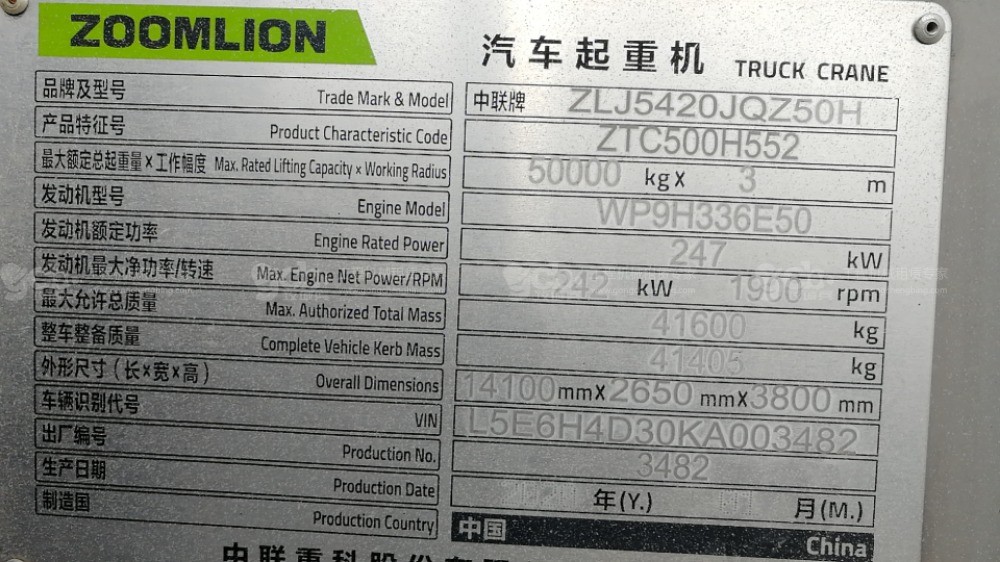 ZOOMLION
汽车起重机 TRUCK CRANE
品牌及型号 Trade Mark & Model 中联牌 ZLJ5420JQZ50H
产品特征号 Product Characteristic Code ZTC500H552
最大额定总起重量×工作幅度 Max. Rated Lifting Capacity × Working Radius 50000 kg× 3 m
发动机型号 Engine Model WP9H336E50
发动机额定功率 Engine Rated Power 247 kW
发动机最大净功率/转速 Max. Engine Net Power/RPM 242 kW 1900 rpm
最大允许总质量 Max. Authorized Total Mass 41600 kg
整车整备质量 Complete Vehicle Kerb Mass 41405 kg
外形尺寸(长×宽×高) Overall Dimensions 14100mm×2650mm×3800mm
车辆识别代号 VIN L5E6H4D30KA003482
出厂编号 Production No. 3482
生产日期 Production Date 年(Y.) 月(M.)
制造国 Production Country 中国 China
中联重科股份有限